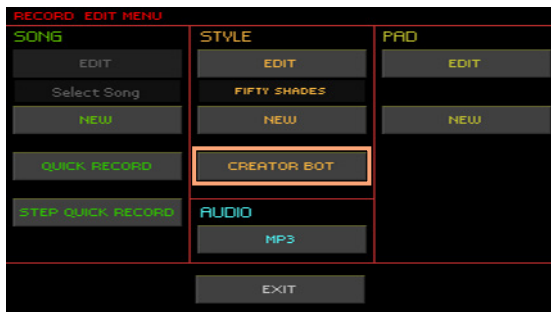 RECORD EDIT MENU
SONG
EDIT
Select Song
NEW
QUICK RECORD
STEP QUICK RECORD
STYLE
EDIT
FIFTY SHADES
NEW
CREATOR BOT
AUDIO
MP3
PAD
EDIT
NEW
EXIT